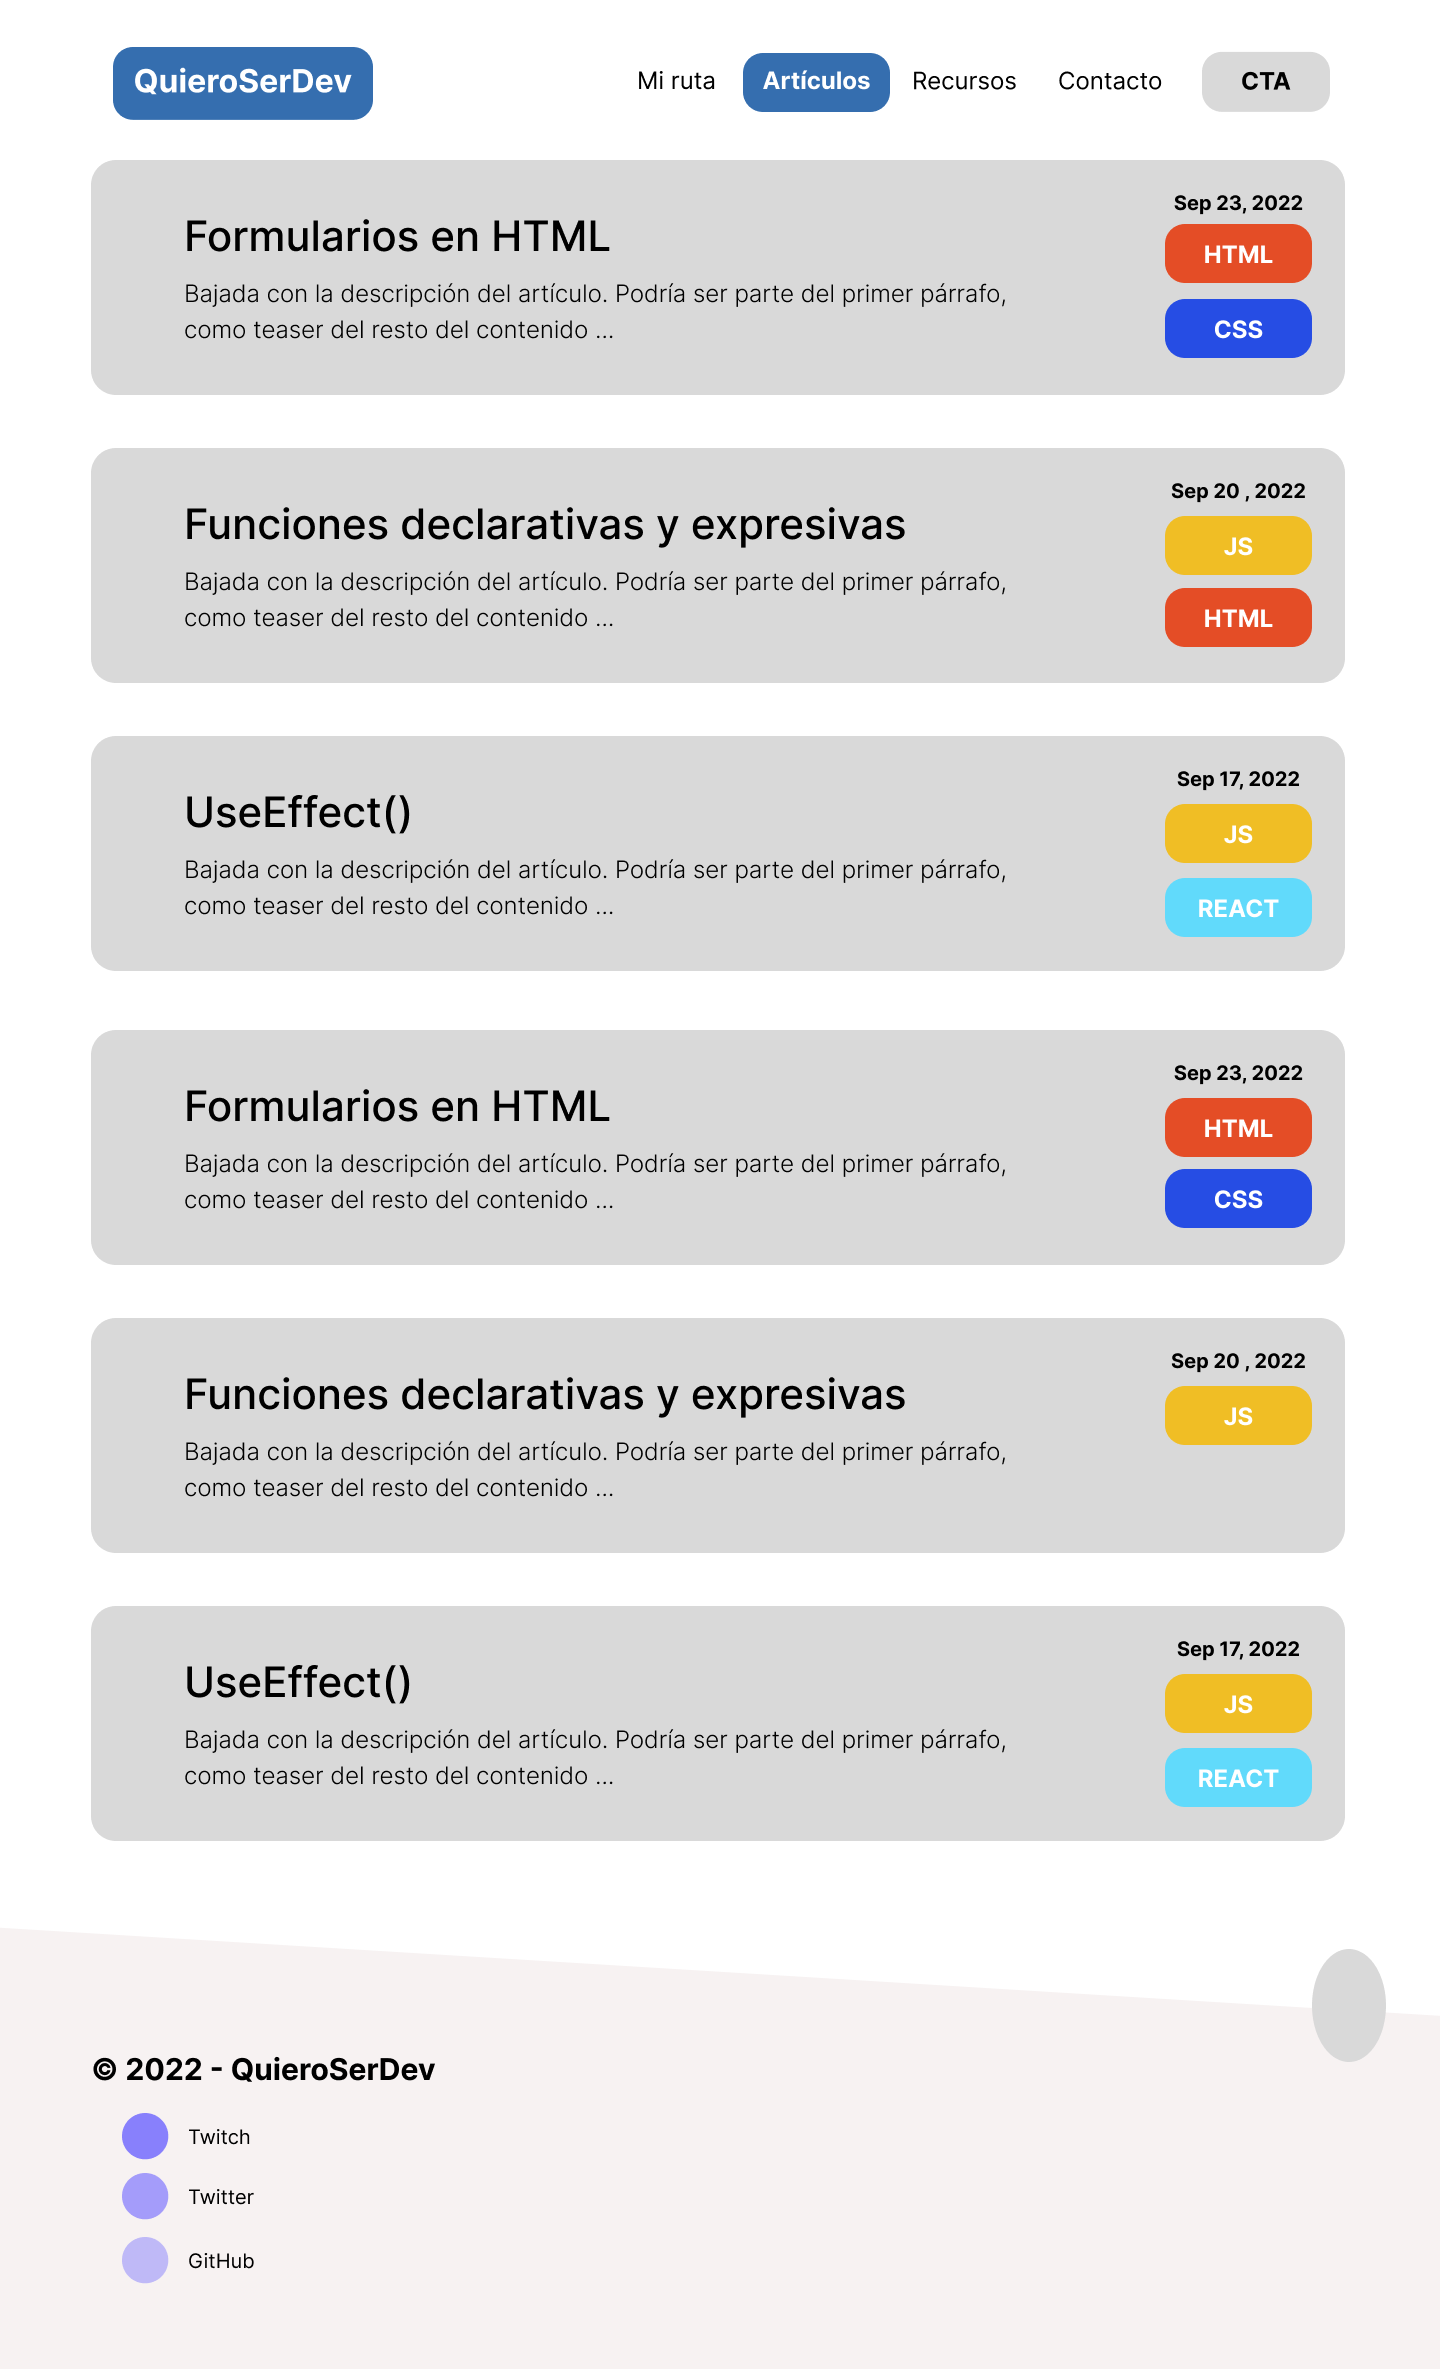 QuieroSerDev
Mi ruta
Artículos
Recursos
Contacto
CTA
Formularios en HTML
Bajada con la descripción del artículo. Podría ser parte del primer párrafo,
como teaser del resto del contenido ...
Sep 23, 2022
HTML
CSS
Funciones declarativas y expresivas
Bajada con la descripción del artículo. Podría ser parte del primer párrafo,
como teaser del resto del contenido ...
Sep 20 , 2022
JS
HTML
UseEffect()
Bajada con la descripción del artículo. Podría ser parte del primer párrafo,
como teaser del resto del contenido ...
Sep 17, 2022
JS
REACT
Formularios en HTML
Bajada con la descripción del artículo. Podría ser parte del primer párrafo,
como teaser del resto del contenido ...
Sep 23, 2022
HTML
CSS
Funciones declarativas y expresivas
Bajada con la descripción del artículo. Podría ser parte del primer párrafo,
como teaser del resto del contenido ...
Sep 20 , 2022
JS
UseEffect()
Bajada con la descripción del artículo. Podría ser parte del primer párrafo,
como teaser del resto del contenido ...
Sep 17, 2022
JS
REACT
© 2022 - QuieroSerDev
Twitch
Twitter
GitHub